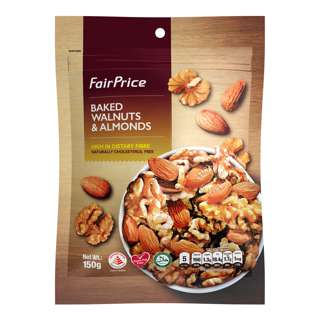 FairPrice
BAKED
WALNUTS
& ALMONDS
HIGH IN DIETARY FIBRE
NATURALLY CHOLESTEROL FREE
Net Wt.
150g